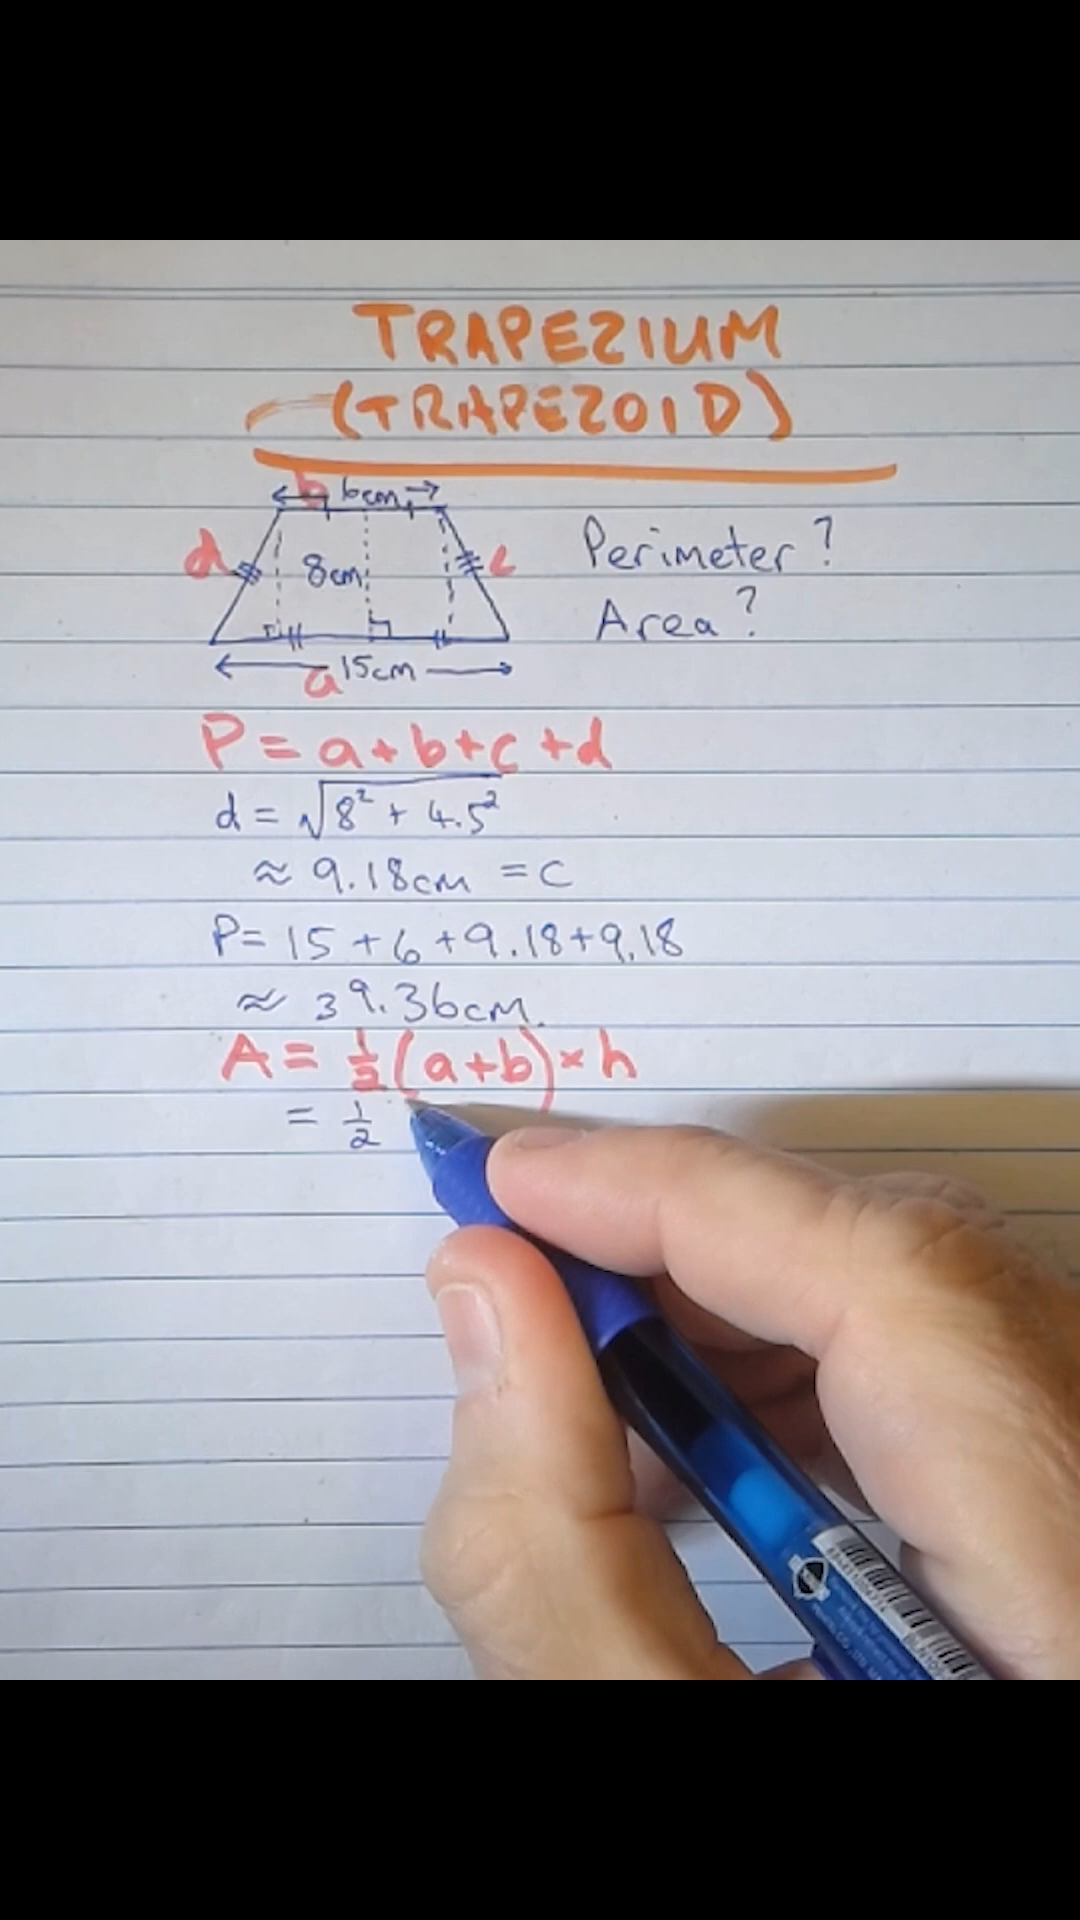 TRAPEZIUM
(TRAPEZOID)
b 6cm
d 8cm c
Perimeter?
Area?
a 15cm
P = a+b+c+d
d = √8² + 4.5²
≈ 9.18cm = c
P= 15 + 6 + 9.18+9.18
≈ 39.36cm.
A = ½(a+b)×h
= ½